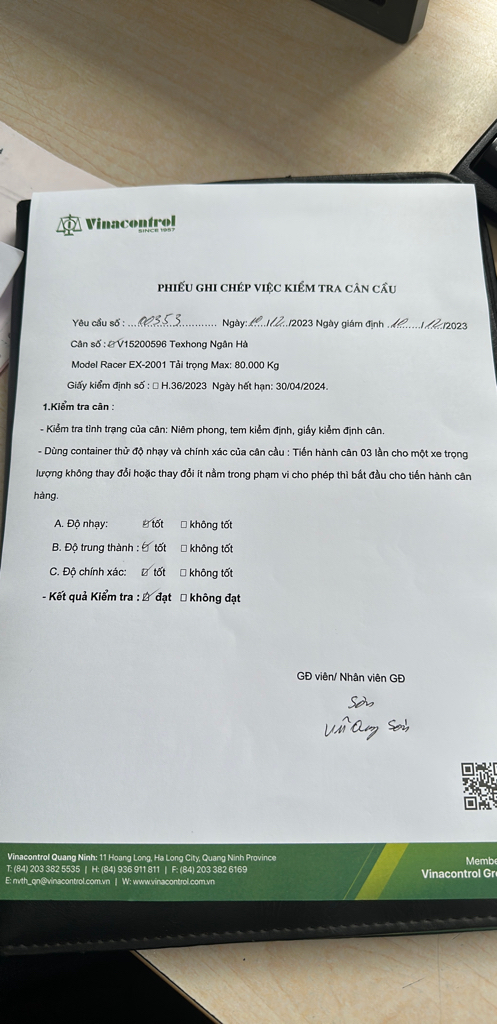 Vinacontrol
SINCE 1957
PHIẾU GHI CHÉP VIỆC KIỂM TRA CÂN CẦU
Yêu cầu số : ...00353............ Ngày: 10../12./2023 Ngày giám định ..10...../12/2023
Cân số : ☑ V15200596 Texhong Ngân Hà
Model Racer EX-2001 Tải trọng Max: 80.000 Kg
Giấy kiểm định số : ☐ H.36/2023 Ngày hết hạn: 30/04/2024.
1.Kiểm tra cân :
- Kiểm tra tình trạng của cân: Niêm phong, tem kiểm định, giấy kiểm định cân.
- Dùng container thử độ nhạy và chính xác của cân cầu : Tiến hành cân 03 lần cho một xe trọng
lượng không thay đổi hoặc thay đổi ít nằm trong phạm vi cho phép thì bắt đầu cho tiến hành cân
hàng.
A. Độ nhạy: ☑ tốt ☐ không tốt
B. Độ trung thành : ☑ tốt ☐ không tốt
C. Độ chính xác: ☑ tốt ☐ không tốt
- Kết quả Kiểm tra : ☑ đạt ☐ không đạt
GĐ viên/ Nhân viên GĐ
Sơn
Vũ Sơn
Vinacontrol Quang Ninh: 11 Hoang Long, Ha Long City, Quang Ninh Province
T: (84) 203 382 5535 | H: (84) 936 911 811 | F: (84) 203 382 6169
E: nvth_qn@vinacontrol.com.vn | W: www.vinacontrol.com.vn
Membe
Vinacontrol Gr